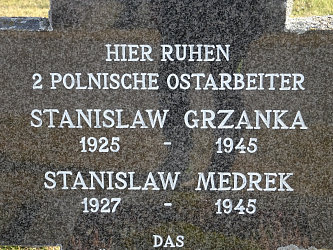 HIER RUHEN
2 POLNISCHE OSTARBEITER
STANISLAW GRZANKA
1925 - 1945
STANISLAW MEDREK
1927 - 1945
DAS